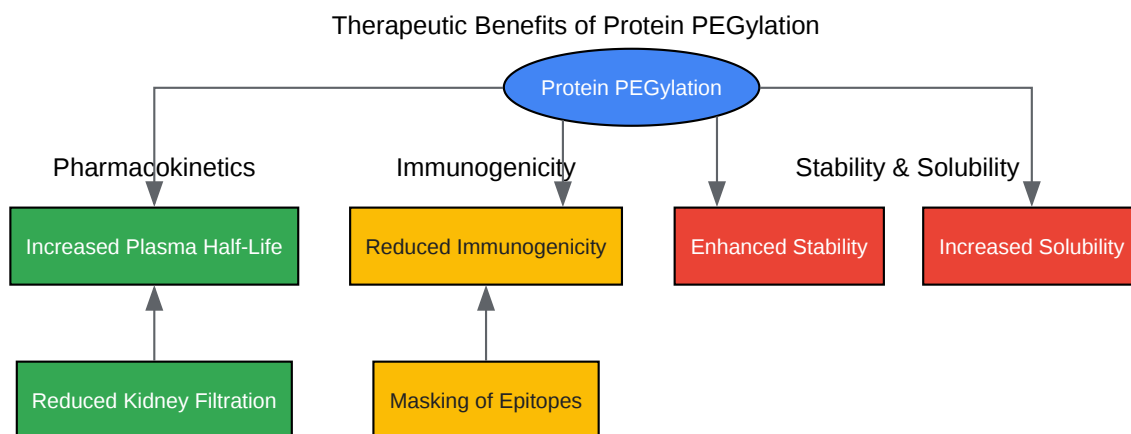 Therapeutic Benefits of Protein PEGylation
Protein PEGylation
Pharmacokinetics
Immunogenicity
Stability & Solubility
Increased Plasma Half-Life
Reduced Immunogenicity
Enhanced Stability
Increased Solubility
Reduced Kidney Filtration
Masking of Epitopes